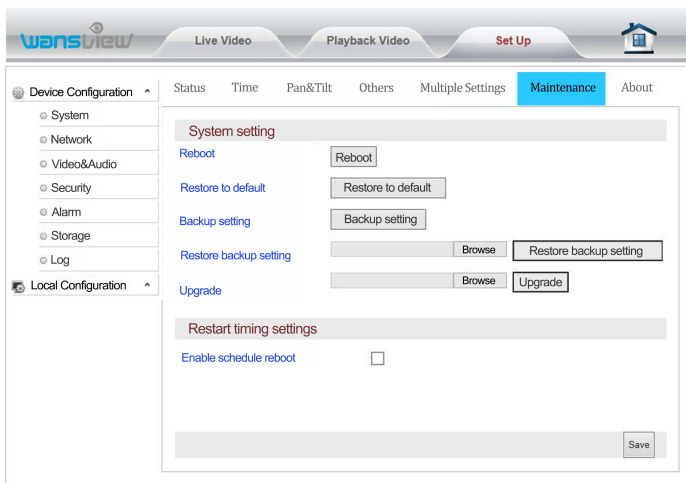 wansview
Live Video Playback Video Set Up
Device Configuration
System
Network
Video&Audio
Security
Alarm
Storage
Log
Local Configuration
Status Time Pan&Tilt Others Multiple Settings Maintenance About
System setting
Reboot Reboot
Restore to default Restore to default
Backup setting Backup setting
Restore backup setting Browse Restore backup setting
Upgrade Browse Upgrade
Restart timing settings
Enable schedule reboot
Save